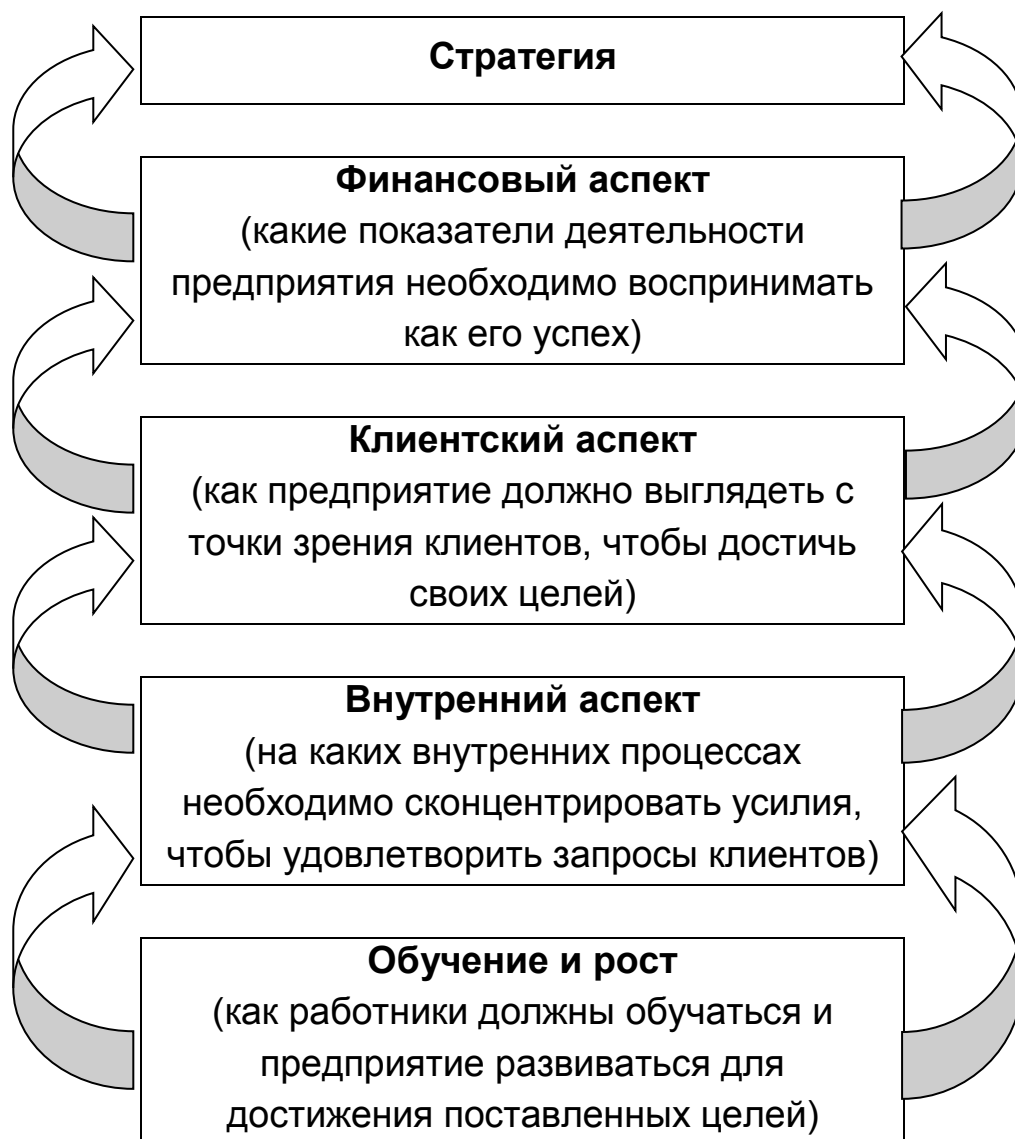 Стратегия
Финансовый аспект
(какие показатели деятельности
предприятия необходимо воспринимать
как его успех)
Клиентский аспект
(как предприятие должно выглядеть с
точки зрения клиентов, чтобы достичь
своих целей)
Внутренний аспект
(на каких внутренних процессах
необходимо сконцентрировать усилия,
чтобы удовлетворить запросы клиентов)
Обучение и рост
(как работники должны обучаться и
предприятие развиваться для
достижения поставленных целей)